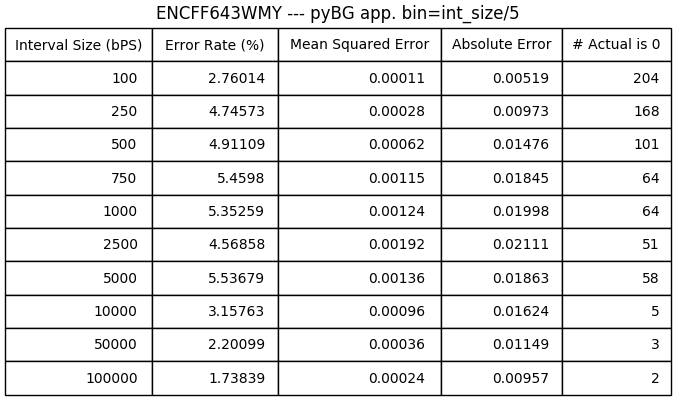 ENCFF643WMY --- pyBG app. bin=int_size/5
Interval Size (bPS) Error Rate (%) Mean Squared Error Absolute Error # Actual is 0
100 2.76014 0.00011 0.00519 204
250 4.74573 0.00028 0.00973 168
500 4.91109 0.00062 0.01476 101
750 5.4598 0.00115 0.01845 64
1000 5.35259 0.00124 0.01998 64
2500 4.56858 0.00192 0.02111 51
5000 5.53679 0.00136 0.01863 58
10000 3.15763 0.00096 0.01624 5
50000 2.20099 0.00036 0.01149 3
100000 1.73839 0.00024 0.00957 2